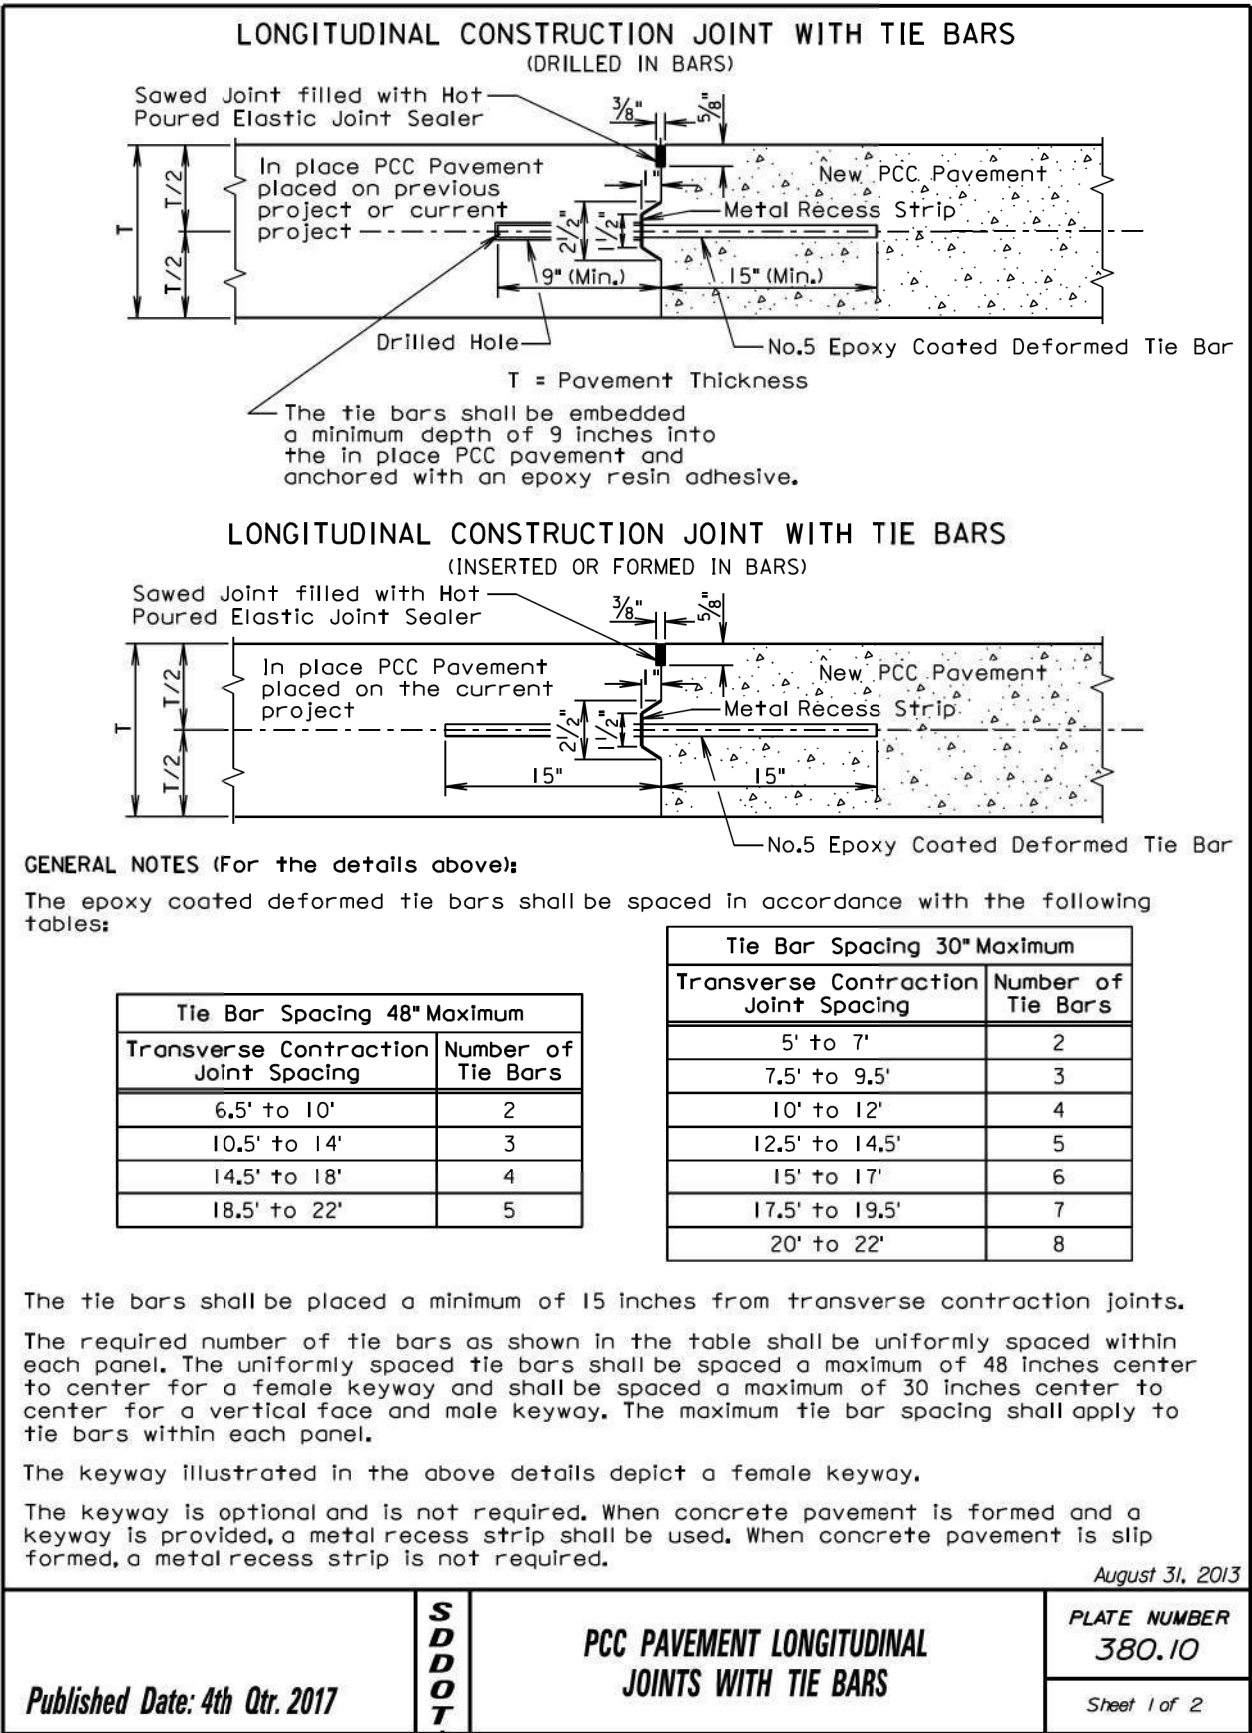 LONGITUDINAL CONSTRUCTION JOINT WITH TIE BARS
(DRILLED IN BARS)
Sawed Joint filled with Hot
Poured Elastic Joint Sealer
3/8"
5/8"
In place PCC Pavement
placed on previous
project or current
project
1"
New PCC Pavement
Metal Recess Strip
T
T/2
T/2
2 1/2"
1 1/2"
9" (Min.)
15" (Min.)
Drilled Hole
No.5 Epoxy Coated Deformed Tie Bar
T = Pavement Thickness
The tie bars shall be embedded
a minimum depth of 9 inches into
the in place PCC pavement and
anchored with an epoxy resin adhesive.
LONGITUDINAL CONSTRUCTION JOINT WITH TIE BARS
(INSERTED OR FORMED IN BARS)
Sawed Joint filled with Hot
Poured Elastic Joint Sealer
3/8"
5/8"
In place PCC Pavement
placed on the current
project
1"
New PCC Pavement
Metal Recess Strip
T
T/2
T/2
2 1/2"
1 1/2"
15"
15"
No.5 Epoxy Coated Deformed Tie Bar
GENERAL NOTES (For the details above):
The epoxy coated deformed tie bars shall be spaced in accordance with the following
tables:
Tie Bar Spacing 48" Maximum
Transverse Contraction Joint Spacing Number of Tie Bars
6.5' to 10' 2
10.5' to 14' 3
14.5' to 18' 4
18.5' to 22' 5
Tie Bar Spacing 30" Maximum
Transverse Contraction Joint Spacing Number of Tie Bars
5' to 7' 2
7.5' to 9.5' 3
10' to 12' 4
12.5' to 14.5' 5
15' to 17' 6
17.5' to 19.5' 7
20' to 22' 8
The tie bars shall be placed a minimum of 15 inches from transverse contraction joints.
The required number of tie bars as shown in the table shall be uniformly spaced within
each panel. The uniformly spaced tie bars shall be spaced a maximum of 48 inches center
to center for a female keyway and shall be spaced a maximum of 30 inches center to
center for a vertical face and male keyway. The maximum tie bar spacing shall apply to
tie bars within each panel.
The keyway illustrated in the above details depict a female keyway.
The keyway is optional and is not required. When concrete pavement is formed and a
keyway is provided, a metal recess strip shall be used. When concrete pavement is slip
formed, a metal recess strip is not required.
August 31, 2013
Published Date: 4th Qtr. 2017
SDDOT
PCC PAVEMENT LONGITUDINAL
JOINTS WITH TIE BARS
PLATE NUMBER
380.10
Sheet 1 of 2